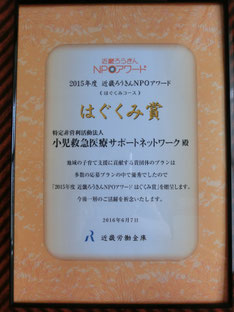 近畿ろうきん
NPOアワード
2015年度 近畿ろうきんNPOアワード
《はぐくみコース》
はぐくみ賞
特定非営利活動法人
小児救急医療サポートネットワーク 殿
地域の子育て支援に貢献する貴団体のプランは
多数の応募プランの中で優秀でしたので
「2015年度 近畿ろうきんNPOアワード はぐくみ賞」を贈呈します。
今後一層のご活躍を祈念いたします。
2016年6月7日
近畿労働金庫